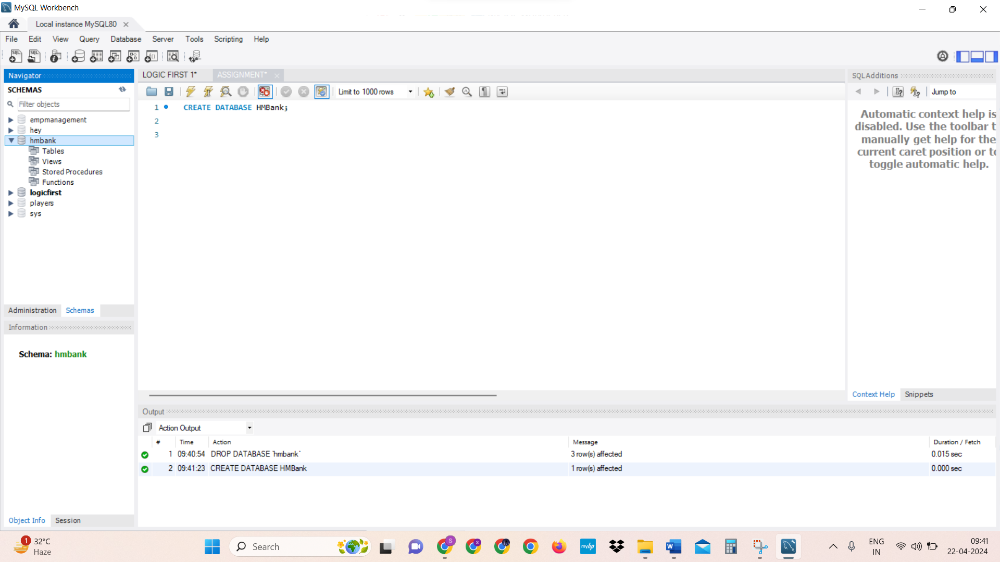 MySQL Workbench
Local instance MySQL80
File Edit View Query Database Server Tools Scripting Help
Navigator
SCHEMAS
Filter objects
empmanagement
hey
hmbank
Tables
Views
Stored Procedures
Functions
logicfirst
players
sys
Administration Schemas
Information
Schema: hmbank
Object Info Session
LOGIC FIRST 1* ASSIGNMENT*
Limit to 1000 rows
1 CREATE DATABASE HMBank;
2
3
SQLAdditions
Jump to
Automatic context help is
disabled. Use the toolbar t
manually get help for the
current caret position or to
toggle automatic help.
Context Help Snippets
Output
Action Output
# Time Action Message Duration / Fetch
1 09:40:54 DROP DATABASE `hmbank` 3 row(s) affected 0.015 sec
2 09:41:23 CREATE DATABASE HMBank 1 row(s) affected 0.000 sec
1 32°C
Haze
Search
S
S
myhp
W
ENG
IN
09:41
22-04-2024